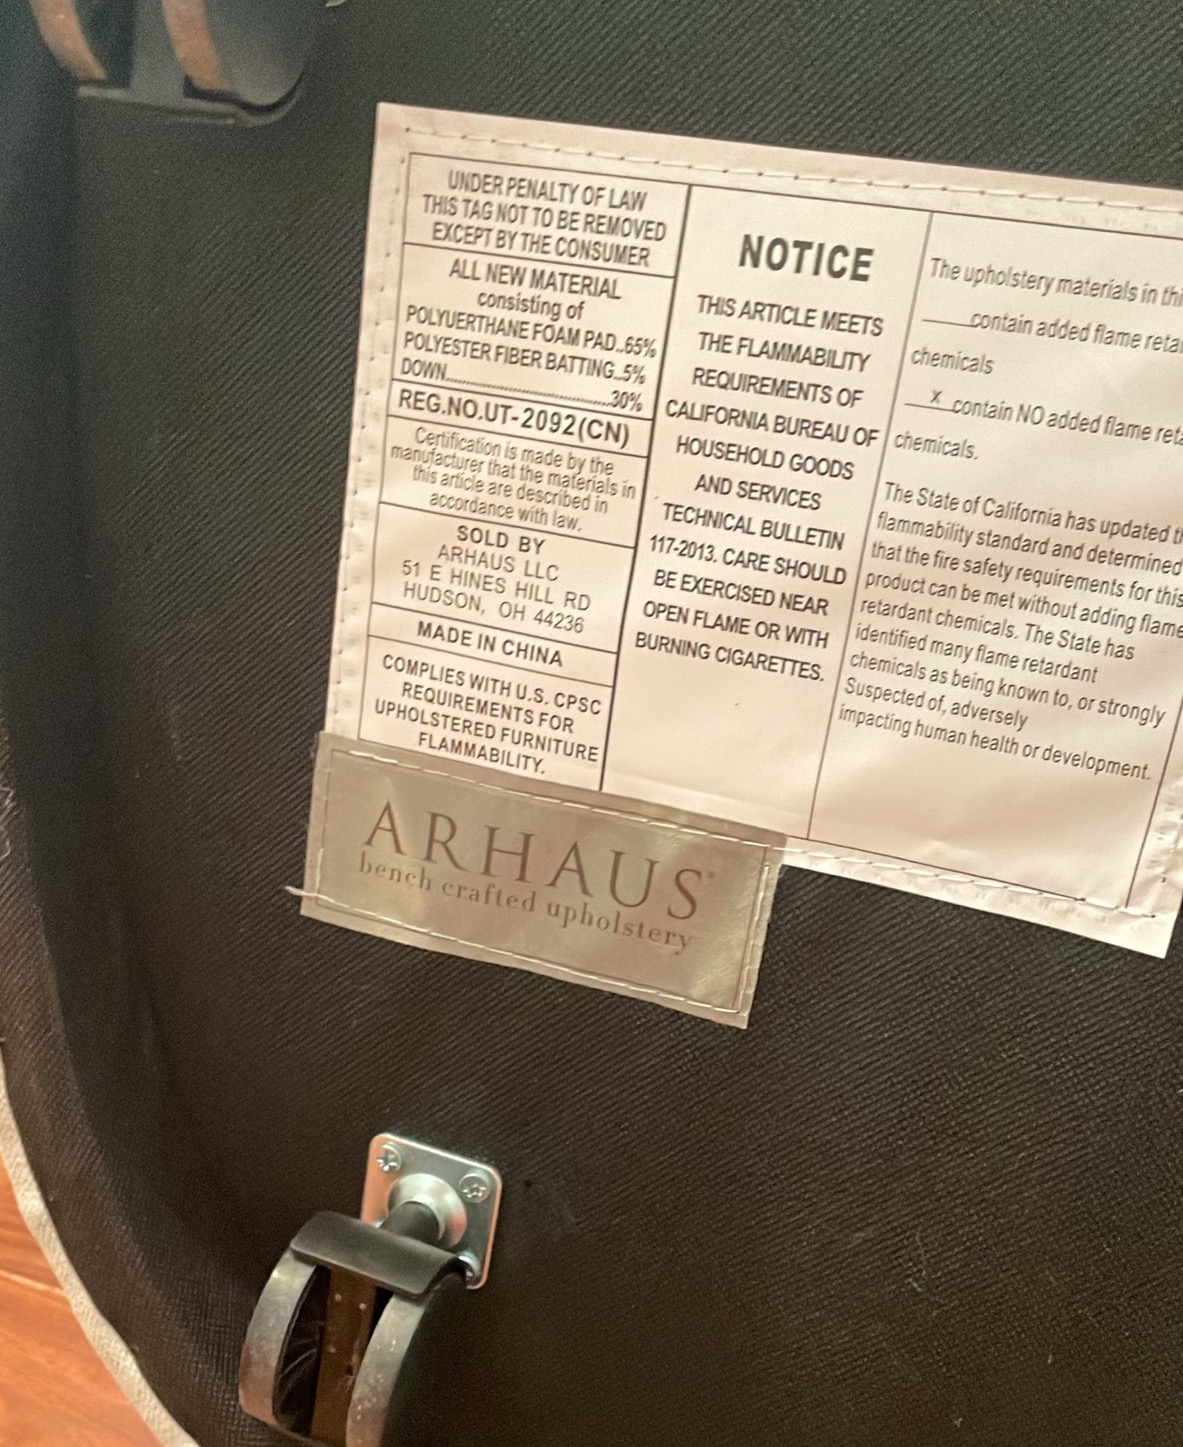 UNDER PENALTY OF LAW
THIS TAG NOT TO BE REMOVED
EXCEPT BY THE CONSUMER
ALL NEW MATERIAL
consisting of
POLYUERTHANE FOAM PAD..65%
POLYESTER FIBER BATTING..5%
DOWN..............................30%
REG.NO.UT-2092(CN)
Certification is made by the
manufacturer that the materials in
this article are described in
accordance with law.
SOLD BY
ARHAUS LLC
51 E HINES HILL RD
HUDSON, OH 44236
MADE IN CHINA
COMPLIES WITH U.S. CPSC
REQUIREMENTS FOR
UPHOLSTERED FURNITURE
FLAMMABILITY.
NOTICE
THIS ARTICLE MEETS
THE FLAMMABILITY
REQUIREMENTS OF
CALIFORNIA BUREAU OF
HOUSEHOLD GOODS
AND SERVICES
TECHNICAL BULLETIN
117-2013. CARE SHOULD
BE EXERCISED NEAR
OPEN FLAME OR WITH
BURNING CIGARETTES.
The upholstery materials in
____contain added flame
chemicals
__x__contain NO added flame
chemicals.
The State of California has updated
flammability standard and determined
that the fire safety requirements for this
product can be met without adding flame
retardant chemicals. The State has
identified many flame retardant
chemicals as being known to, or strongly
Suspected of, adversely
impacting human health or development.
ARHAUS®
bench crafted upholstery